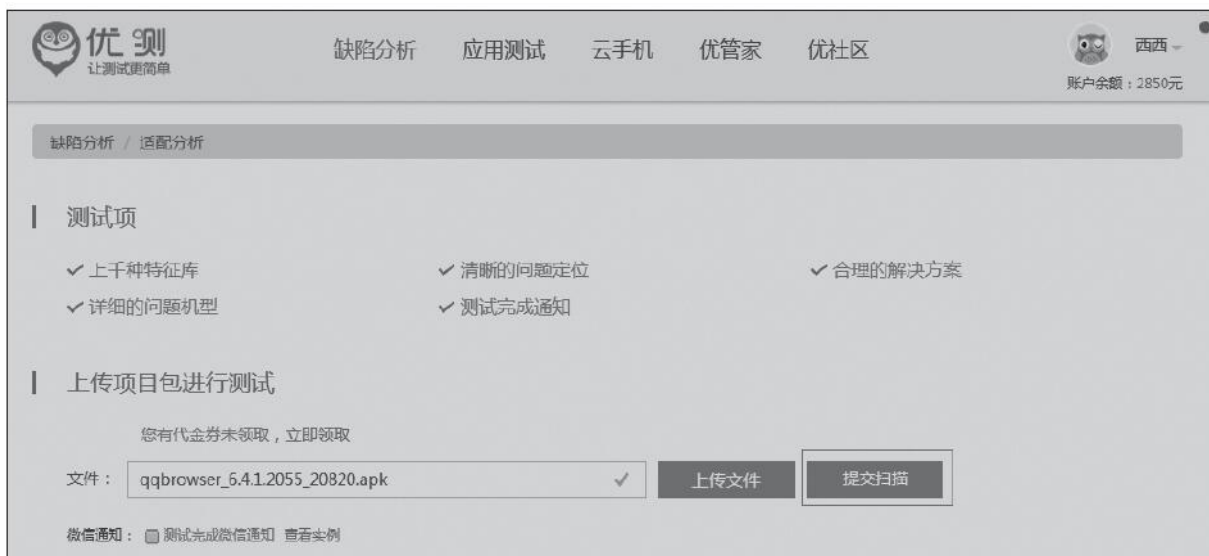 优测
让测试更简单
缺陷分析 应用测试 云手机 优管家 优社区
西西
账户余额：2850元
缺陷分析 / 适配分析
测试项
上千种特征库 清晰的问题定位 合理的解决方案
详细的问题机型 测试完成通知
上传项目包进行测试
您有代金券未领取，立即领取
文件： qqbrowser_6.4.1.2055_20820.apk 上传文件 提交扫描
微信通知： 测试完成微信通知 查看实例